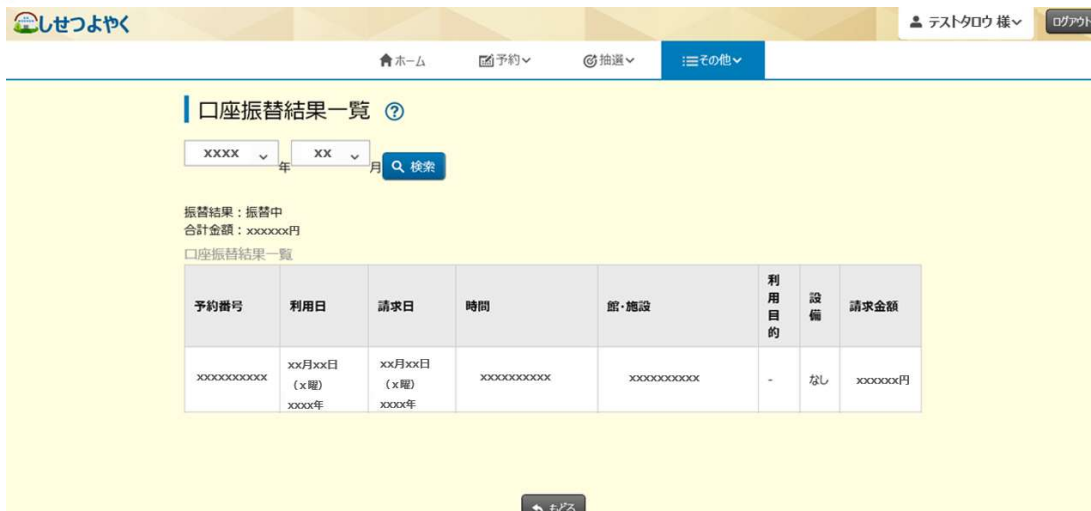 しせつよやく
テストタロウ 様
ログアウト
ホーム 予約 抽選 その他
口座振替結果一覧 ?
xxxx 年 xx 月 検索
振替結果：振替中
合計金額：xxxxxx円
口座振替結果一覧
予約番号 利用日 請求日 時間 館・施設 利用目的 設備 請求金額
xxxxxxxxxx xx月xx日（x曜）xxxx年 xx月xx日（x曜）xxxx年 xxxxxxxxxx xxxxxxxxxx - なし xxxxxx円
もどる